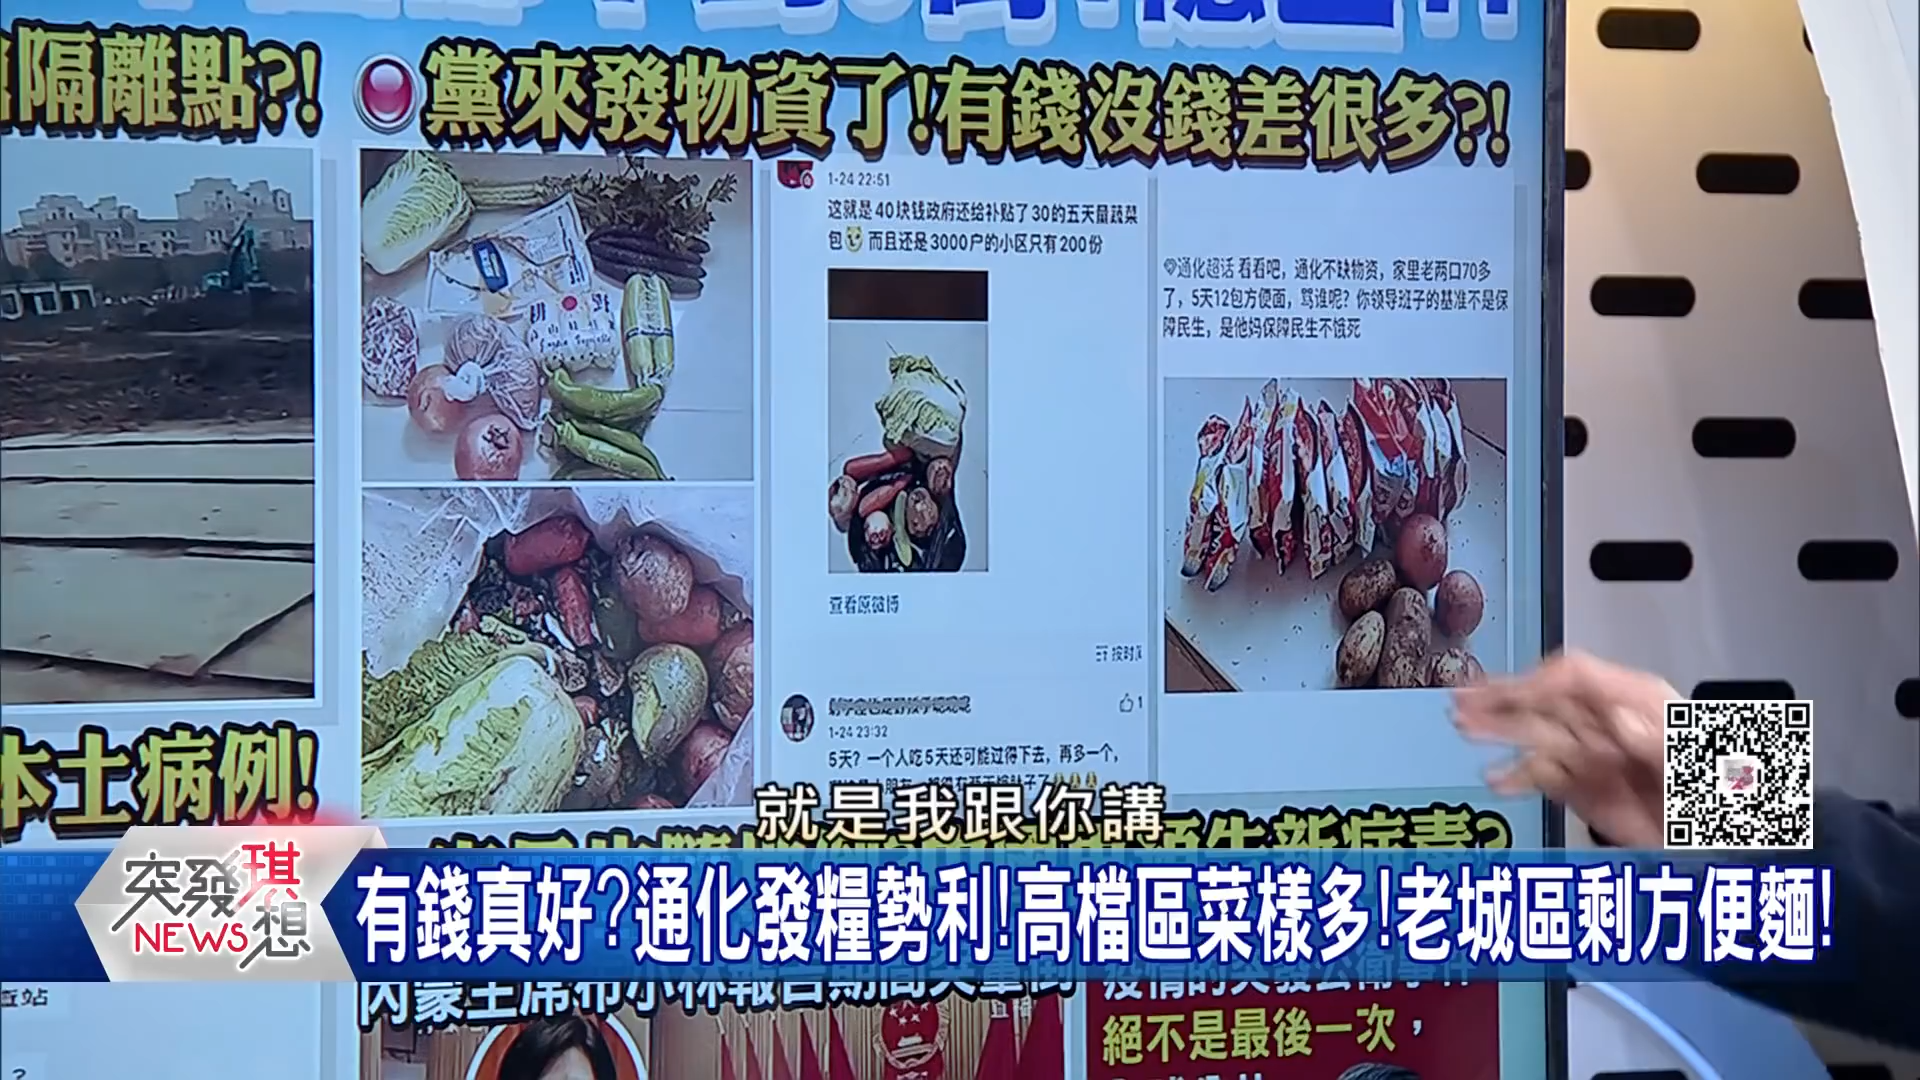 隔離點?!
黨來發物資了!有錢沒錢差很多?!
1-24 22:51
这就是40块钱政府还给补贴了30的五天量蔬菜
包 而且还是3000户的小区只有200份
通化超话 看看吧，通化不缺物资，家里老两口70多
了，5天12包方便面，骂谁呢？你领导班子的基准不是保
障民生，是他妈保障民生不饿死
查看原微博
按时间
1
1-24 23:32
5天？一个人吃5天还可能过得下去，再多一个，
本土病例!
就是我跟你講
突發琪想
NEWS
有錢真好?通化發糧勢利!高檔區菜樣多!老城區剩方便麵!
內蒙主席布小林報告期間突暈倒
疫情的突發公衛事件
絕不是最後一次，
直播
直站
?